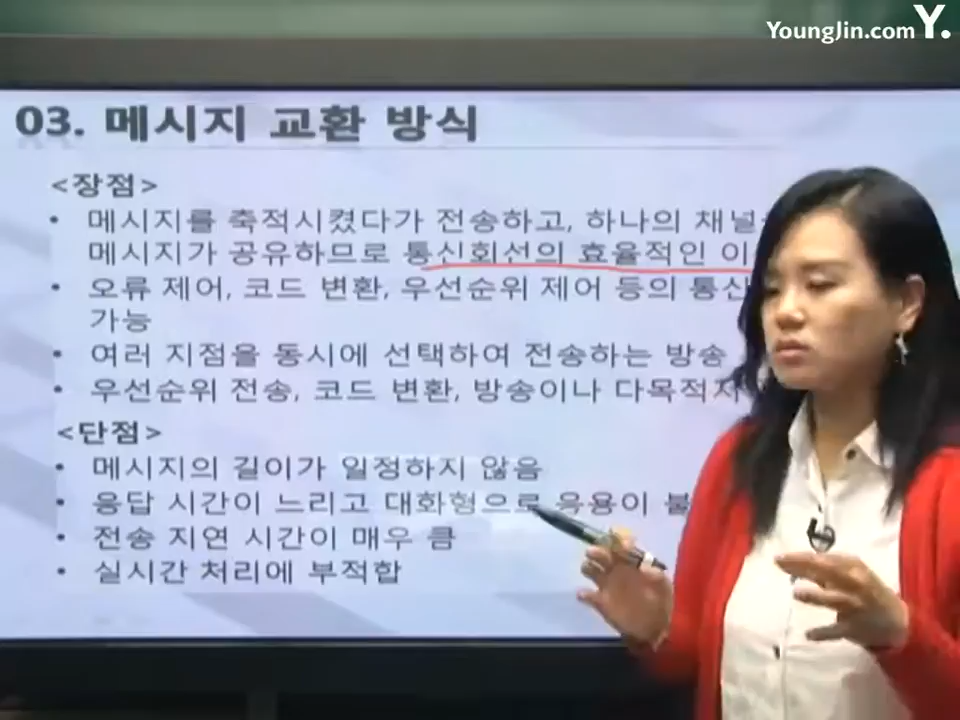 YoungJin.com Y.
03. 메시지 교환 방식
<장점>
• 메시지를 축적시켰다가 전송하고, 하나의 채널
메시지가 공유하므로 통신회선의 효율적인 이
• 오류 제어, 코드 변환, 우선순위 제어 등의 통신
가능
• 여러 지점을 동시에 선택하여 전송하는 방송
• 우선순위 전송, 코드 변환, 방송이나 다목적지
<단점>
• 메시지의 길이가 일정하지 않음
• 응답 시간이 느리고 대화형으로 응용이 불
• 전송 지연 시간이 매우 큼
• 실시간 처리에 부적합